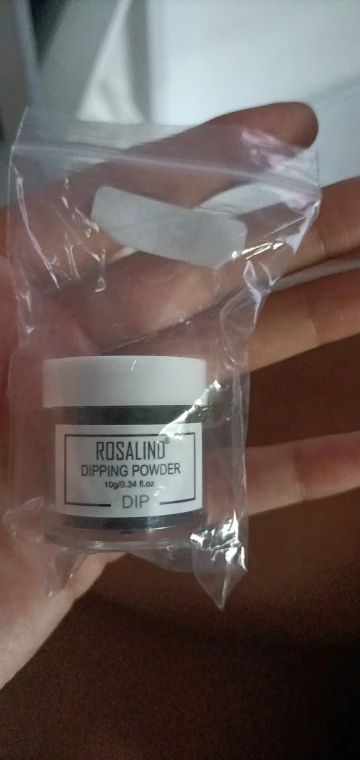 ROSALIND®
DIPPING POWDER
10g/0.34 fl.oz
DIP